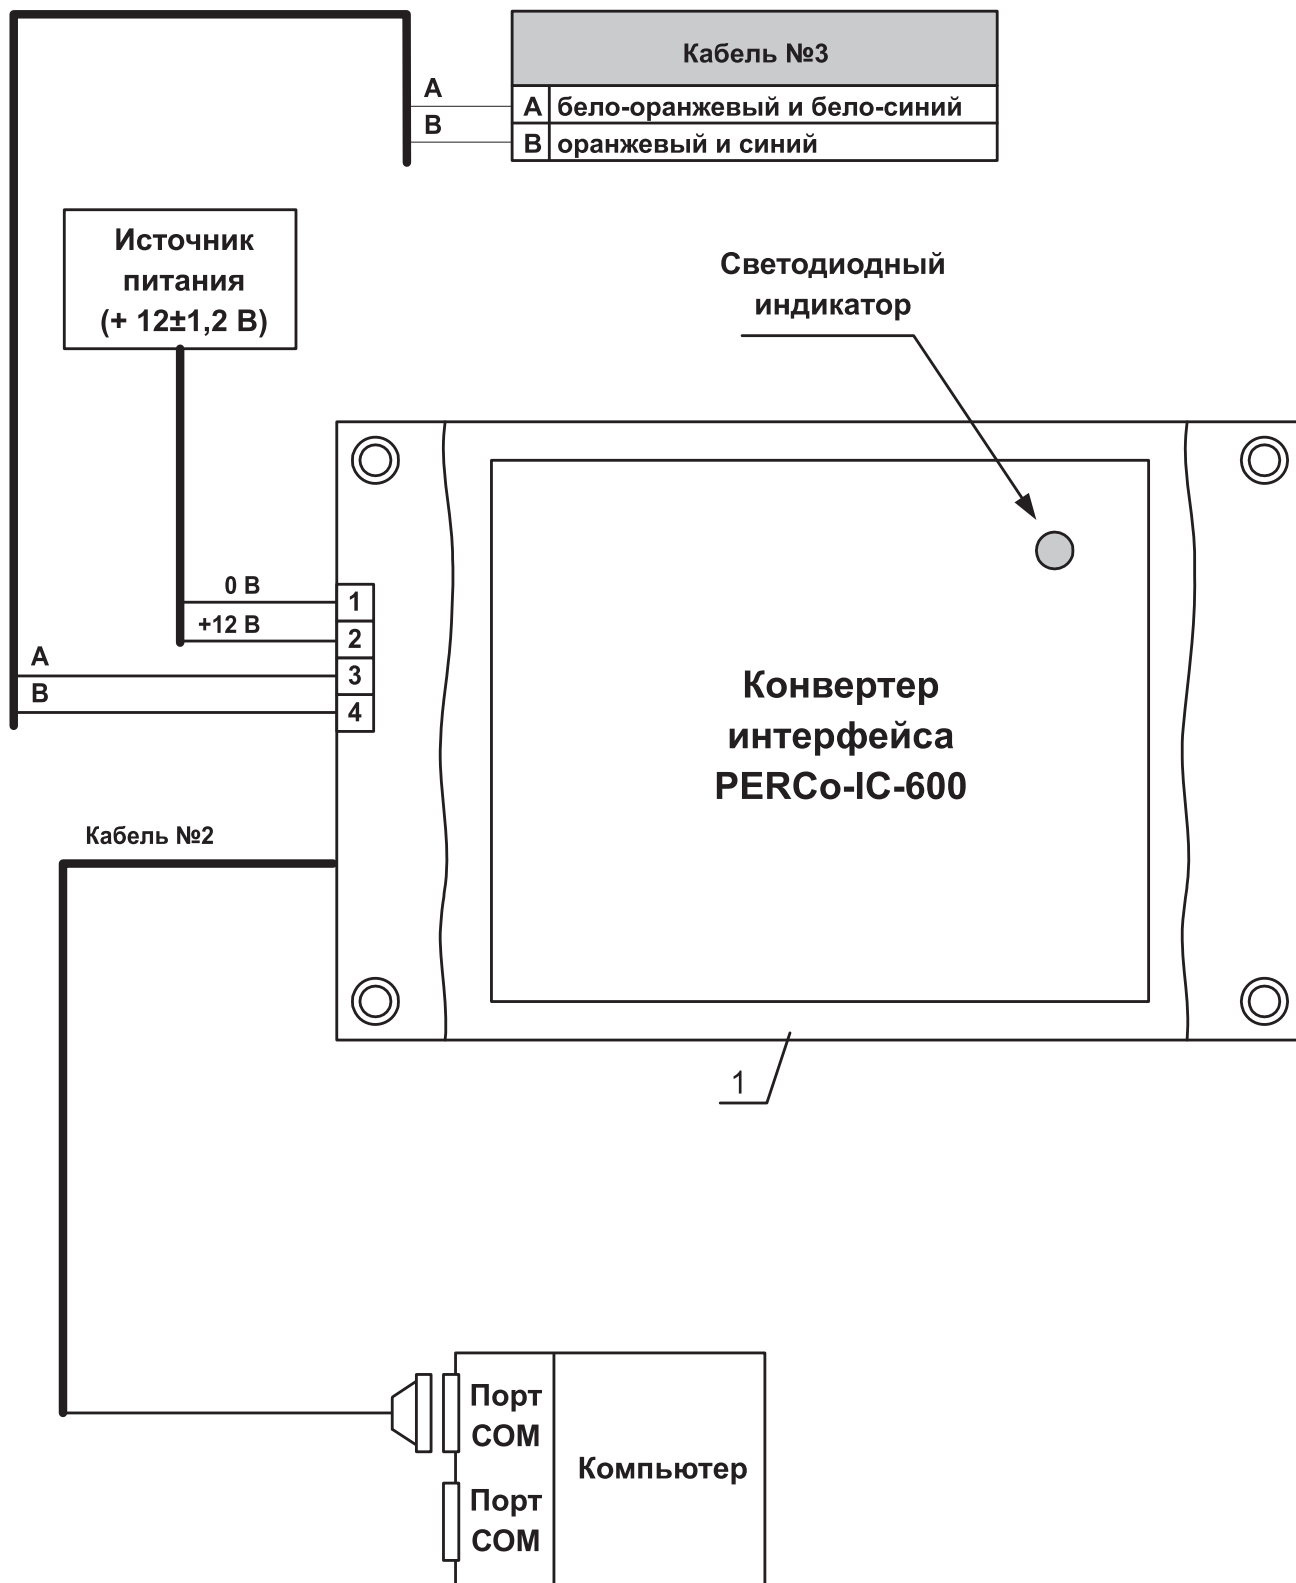 Кабель №3
A
A бело-оранжевый и бело-синий
B
B оранжевый и синий
Источник
питания
(+ 12±1,2 В)
Светодиодный
индикатор
0 В
1
+12 В
2
A
3
B
4
Конвертер
интерфейса
PERCo-IC-600
Кабель №2
1
Порт
COM
Компьютер
Порт
COM